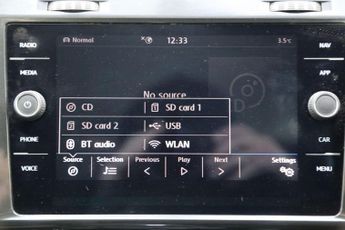 RADIO
Normal 12:33 3.5°C
NAV
MEDIA
APP
No source
CD SD card 1
SD card 2 USB
BT audio WLAN
PHONE
CAR
VOICE
Source Selection Previous Play Next Settings
MENU